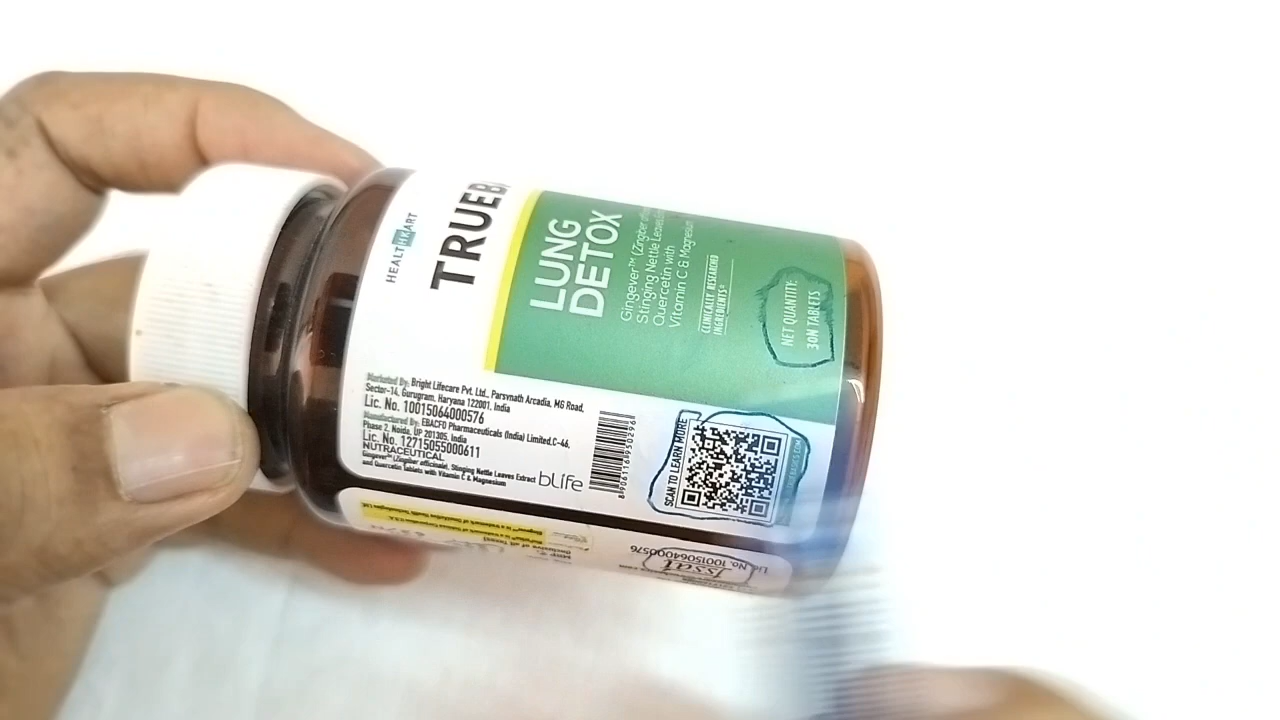 HEALTHKART
LUNG
DETOX
Gingever™ (Zingiber
Stinging Nettle Leaves
Quercetin with
Vitamin C & Magnesium
CLINICALLY RESEARCHED
INGREDIENTS
NET QUANTITY:
30N TABLETS
Marketed By: Bright Lifecare Pvt. Ltd., Parsvnath Arcadia, MG Road,
Sector-14, Gurugram, Haryana 122001, India
Lic. No. 10015064000576
Manufactured By: EBACFO Pharmaceuticals (India) Limited.C-46,
Phase 2, Noida, UP 201305, India
Lic. No. 12715055000611
NUTRACEUTICAL
Gingever™ (Zingiber officinale), Stinging Nettle Leaves Extract
and Quercetin Tablets with Vitamin C & Magnesium
bLife
8906116950296
SCAN TO LEARN MORE
fssai
Lic. No. 10015064000576